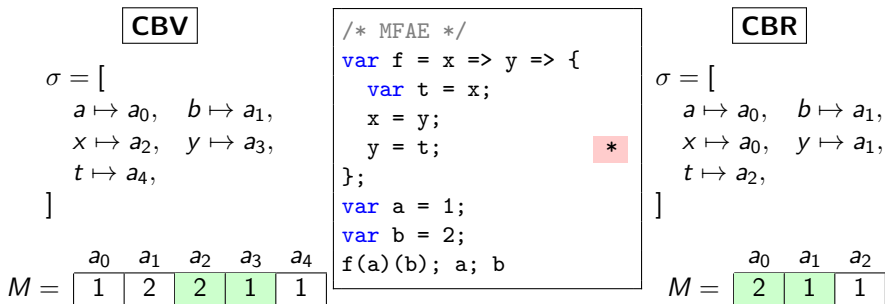 CBV
σ = [
a ↦ a₀, b ↦ a₁,
x ↦ a₂, y ↦ a₃,
t ↦ a₄,
]
a₀ a₁ a₂ a₃ a₄
M = 1 2 2 1 1
/* MFAE */
var f = x => y => {
  var t = x;
  x = y;
  y = t; *
};
var a = 1;
var b = 2;
f(a)(b); a; b
CBR
σ = [
a ↦ a₀, b ↦ a₁,
x ↦ a₀, y ↦ a₁,
t ↦ a₂,
]
a₀ a₁ a₂
M = 2 1 1